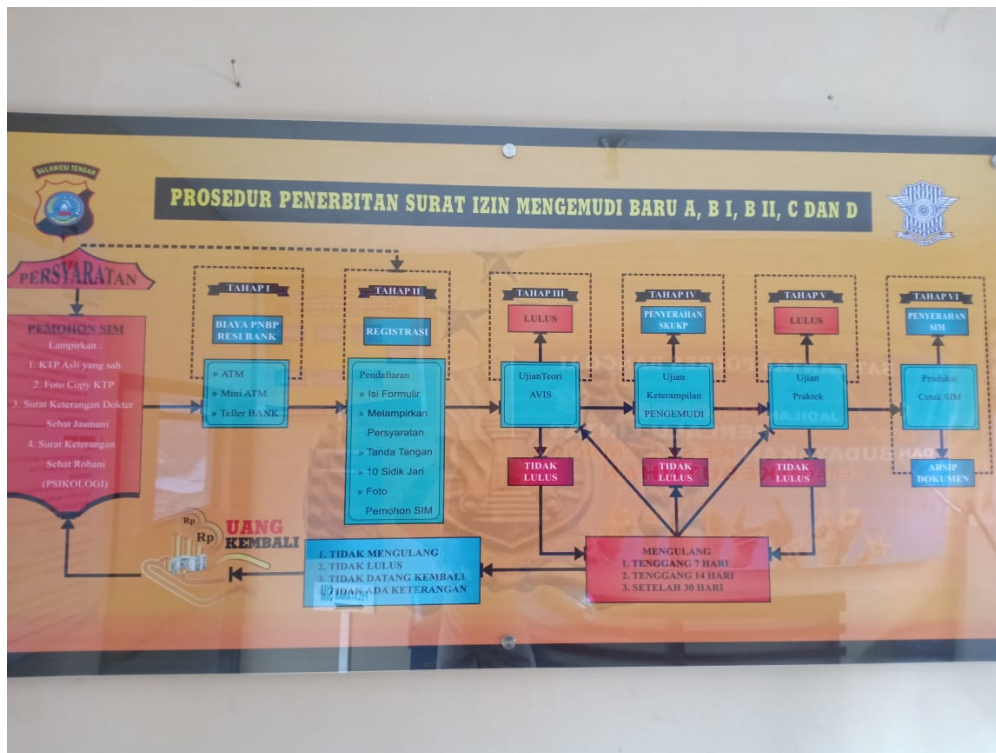 SULAWESI TENGAH
PROSEDUR PENERBITAN SURAT IZIN MENGEMUDI BARU A, B I, B II, C DAN D
PERSYARATAN
PEMOHON SIM
Lampirkan :
1. KTP Asli yang sah
2. Foto Copy KTP
3. Surat Keterangan Dokter
Sehat Jasmani
4. Surat Keterangan
Sehat Rohani
(PSIKOLOGI)
TAHAP I
BIAYA PNBP
RESI BANK
» ATM
» Mini ATM
» Teller BANK
TAHAP II
REGISTRASI
Pendaftaran
» Isi Formulir
» Melampirkan
Persyaratan
» Tanda Tangan
» 10 Sidik Jari
» Foto
Pemohon SIM
TAHAP III
LULUS
UjianTeori
AVIS
TIDAK
LULUS
TAHAP IV
PENYERAHAN
SKUKP
Ujian
Keterampilan
PENGEMUDI
TIDAK
LULUS
TAHAP V
LULUS
Ujian
Praktek
TIDAK
LULUS
TAHAP VI
PENYERAHAN
SIM
Produksi
Cetak SIM
ARSIP
DOKUMEN
MENGULANG
1. TENGGANG 7 HARI
2. TENGGANG 14 HARI
3. SETELAH 30 HARI
1. TIDAK MENGULANG
2. TIDAK LULUS
3. TIDAK DATANG KEMBALI
4. TIDAK ADA KETERANGAN
Rp
Rp
UANG
KEMBALI